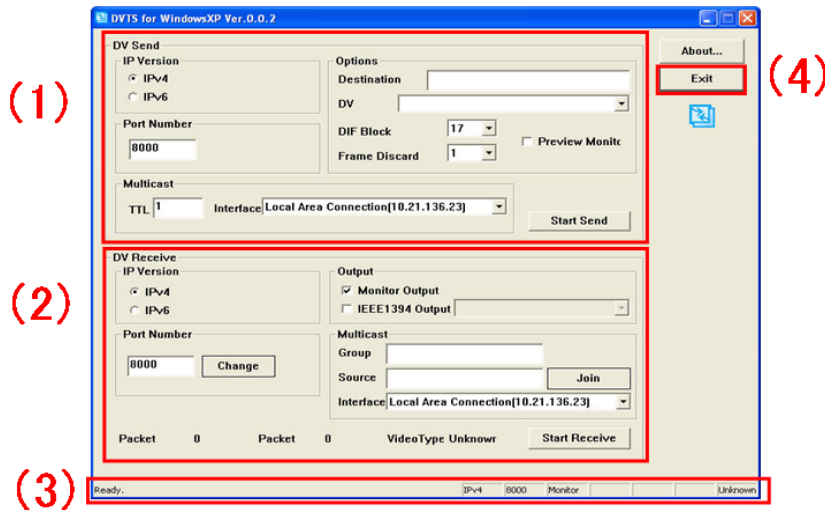 DVTS for WindowsXP Ver.0.0.2
(1)
DV Send
IP Version
IPv4
IPv6
Port Number
8000
Options
Destination
DV
DIF Block 17
Frame Discard 1
Preview Monitc
Multicast
TTL 1 Interface Local Area Connection(10.21.136.23)
Start Send
About...
Exit
(4)
(2)
DV Receive
IP Version
IPv4
IPv6
Port Number
8000 Change
Output
Monitor Output
IEEE1394 Output
Multicast
Group
Source
Join
Interface Local Area Connection(10.21.136.23)
Packet 0 Packet 0 VideoType Unknowr Start Receive
(3)
Ready. IPv4 8000 Monitor Unknown